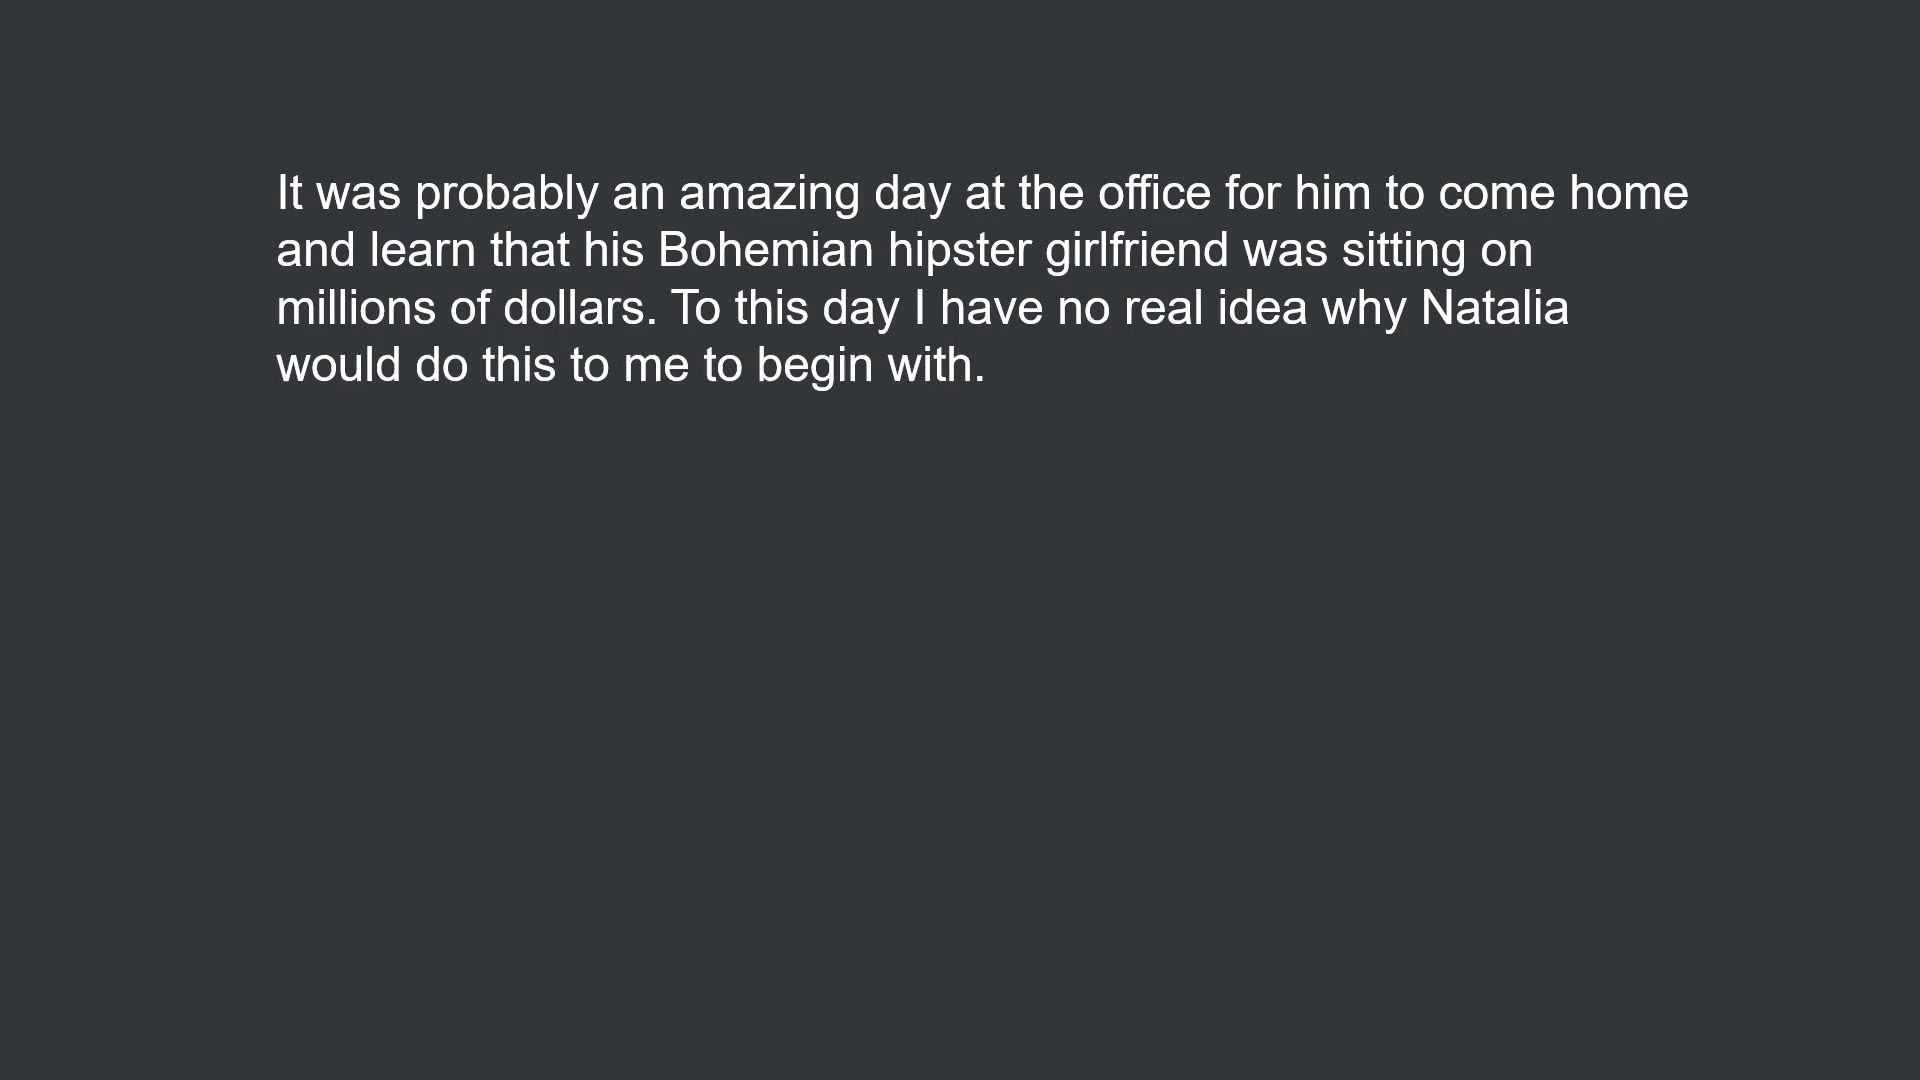 It was probably an amazing day at the office for him to come home
and learn that his Bohemian hipster girlfriend was sitting on
millions of dollars. To this day I have no real idea why Natalia
would do this to me to begin with.